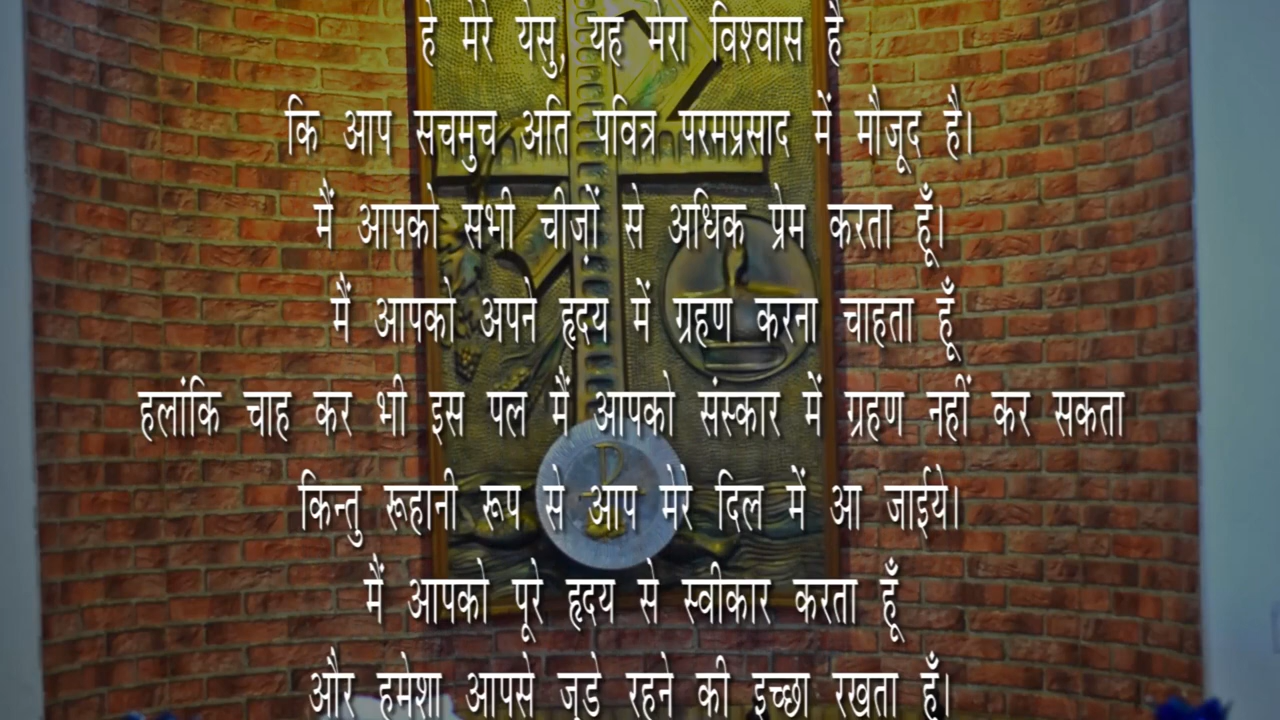 हे मेरे येसु, यह मेरा विश्वास है
कि आप सचमुच अति पवित्र परमप्रसाद में मौजूद है।
मैं आपको सभी चीज़ों से अधिक प्रेम करता हूँ।
मैं आपको अपने हृदय में ग्रहण करना चाहता हूँ
हलांकि चाह कर भी इस पल मैं आपको संस्कार में ग्रहण नहीं कर सकता
किन्तु रूहानी रूप से आप मेरे दिल में आ जाईये।
मैं आपको पूरे हृदय से स्वीकार करता हूँ
और हमेशा आपसे जुड़े रहने की इच्छा रखता हूँ।